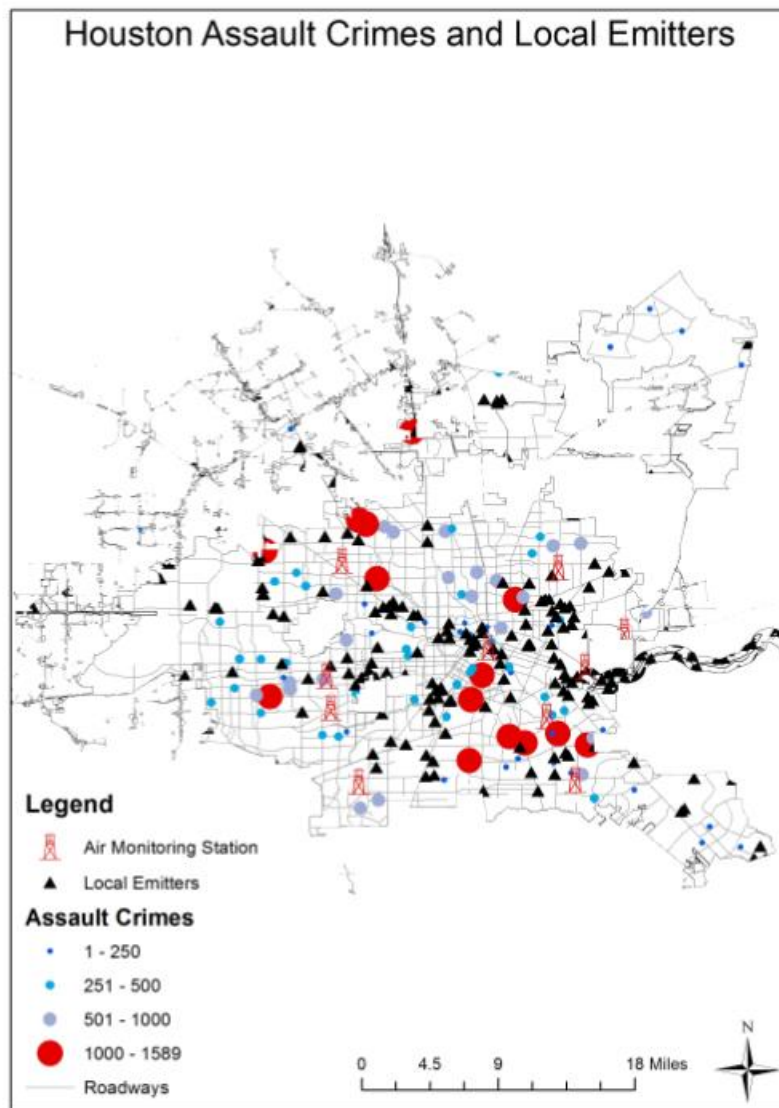 Houston Assault Crimes and Local Emitters
Legend
Air Monitoring Station
Local Emitters
Assault Crimes
1 - 250
251 - 500
501 - 1000
1000 - 1589
Roadways
0 4.5 9 18 Miles
N